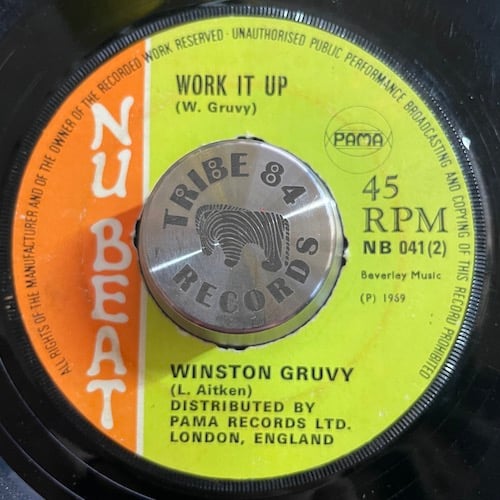 ALL RIGHTS OF THE MANUFACTURER AND OF THE OWNER OF THE RECORDED WORK RESERVED · UNAUTHORISED PUBLIC PERFORMANCE BROADCASTING AND COPYING OF THIS RECORD PROHIBITED
NU BEAT
WORK IT UP
(W. Gruvy)
PAMA
45
RPM
NB 041(2)
Beverley Music
(P) 1969
TRIBE 84
RECORDS
WINSTON GRUVY
(L. Aitken)
DISTRIBUTED BY
PAMA RECORDS LTD.
LONDON, ENGLAND